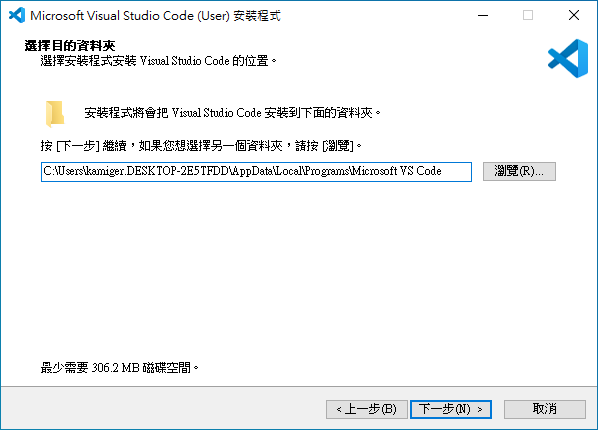 Microsoft Visual Studio Code (User) 安裝程式
選擇目的資料夾
選擇安裝程式安裝 Visual Studio Code 的位置。
安裝程式將會把 Visual Studio Code 安裝到下面的資料夾。
按 [下一步] 繼續，如果您想選擇另一個資料夾，請按 [瀏覽]。
C:\Users\kamiger.DESKTOP-2E5TFDD\AppData\Local\Programs\Microsoft VS Code
瀏覽(R)...
最少需要 306.2 MB 磁碟空間。
< 上一步(B)
下一步(N) >
取消